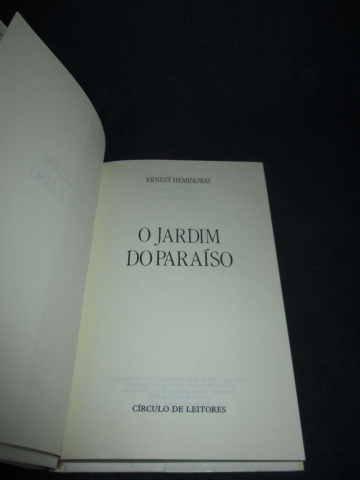 ERNEST HEMINGWAY
O JARDIM
DO PARAÍSO
CÍRCULO DE LEITORES